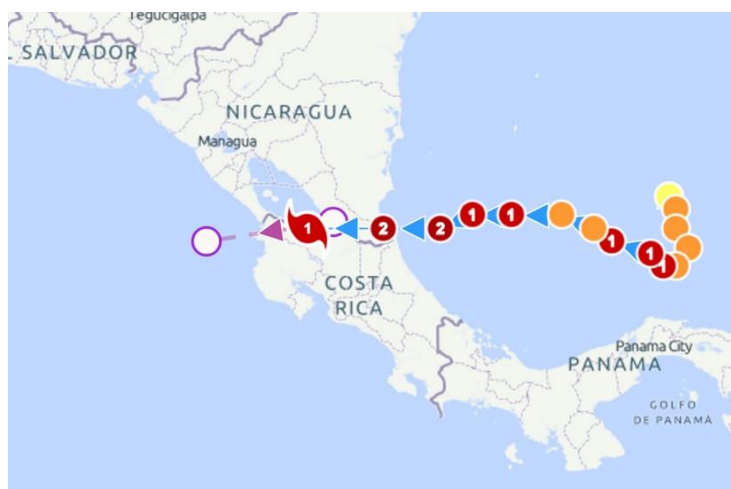 Tegucigalpa
L SALVADOR
NICARAGUA
Managua
1
2
2
1
1
1
1
1
COSTA
RICA
Panama City
PANAMA
GOLFO
DE PANAMÁ